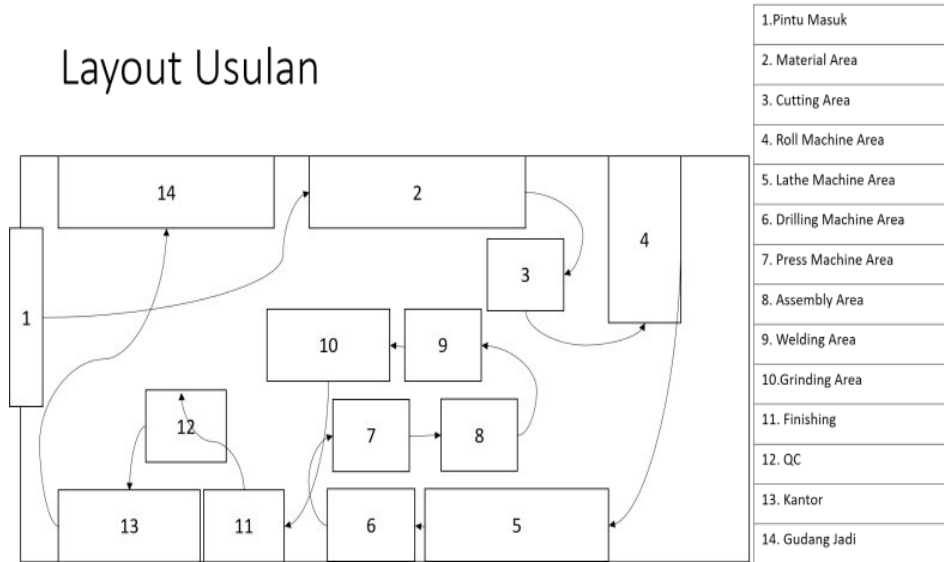 Layout Usulan
1.Pintu Masuk
2. Material Area
3. Cutting Area
4. Roll Machine Area
5. Lathe Machine Area
6. Drilling Machine Area
7. Press Machine Area
8. Assembly Area
9. Welding Area
10.Grinding Area
11. Finishing
12. QC
13. Kantor
14. Gudang Jadi
14
2
4
3
1
10
9
12
7
8
13
11
6
5